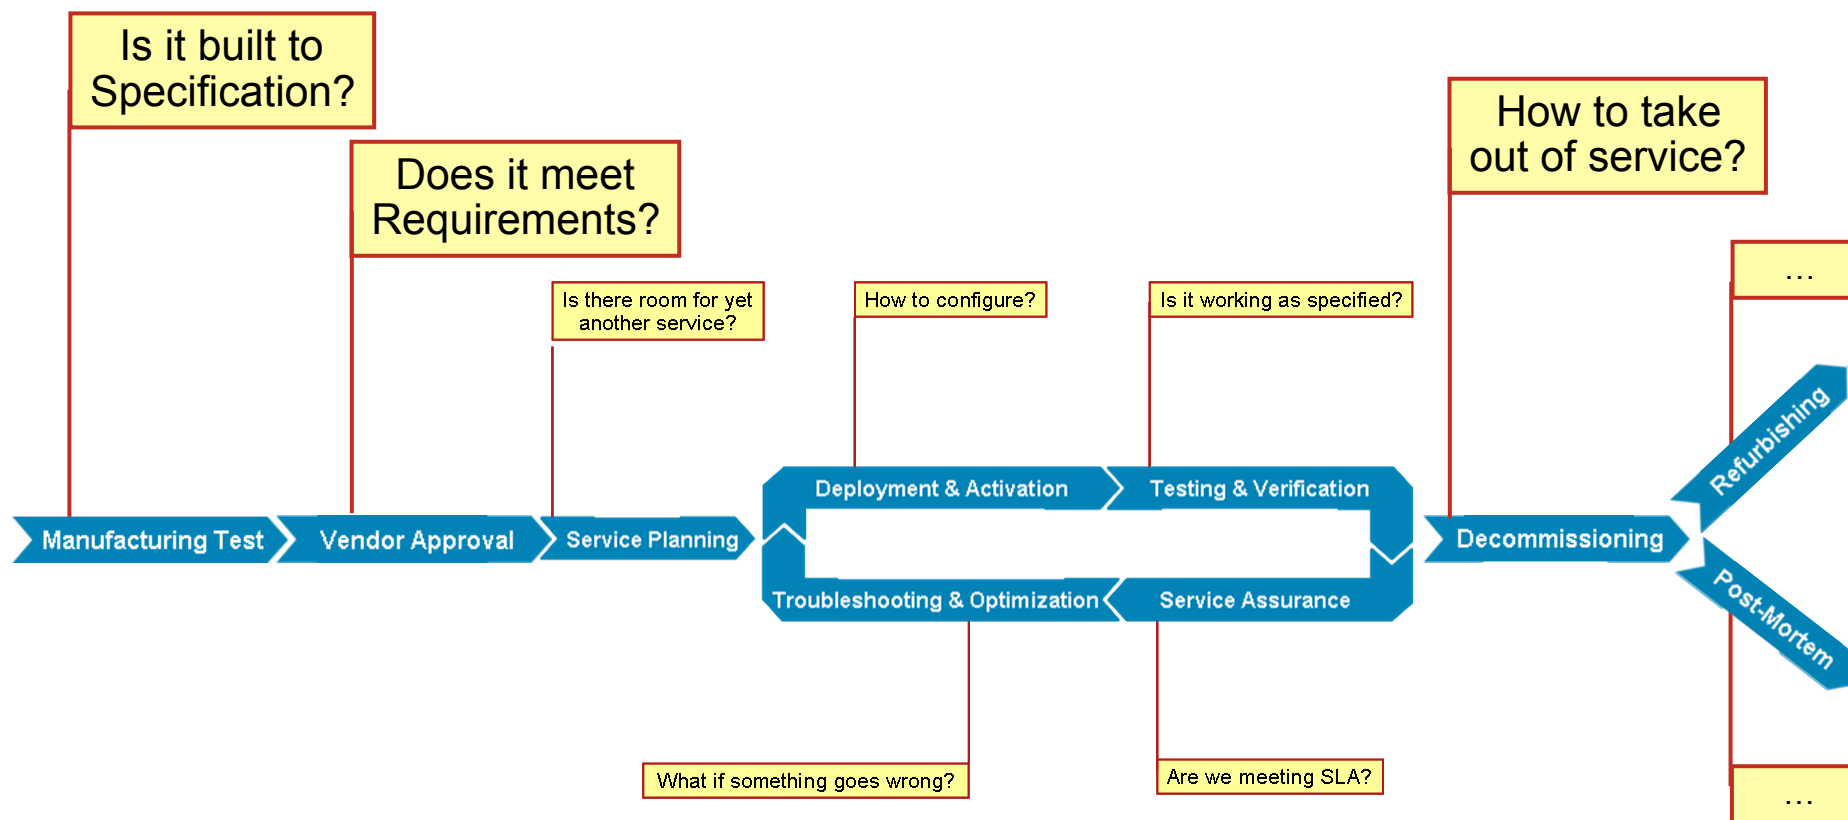 Is it built to
Specification?
Does it meet
Requirements?
How to take
out of service?
...
Is there room for yet
another service?
How to configure?
Is it working as specified?
Refurbishing
Deployment & Activation
Testing & Verification
Manufacturing Test
Vendor Approval
Service Planning
Decommissioning
Troubleshooting & Optimization
Service Assurance
Post-Mortem
What if something goes wrong?
Are we meeting SLA?
...